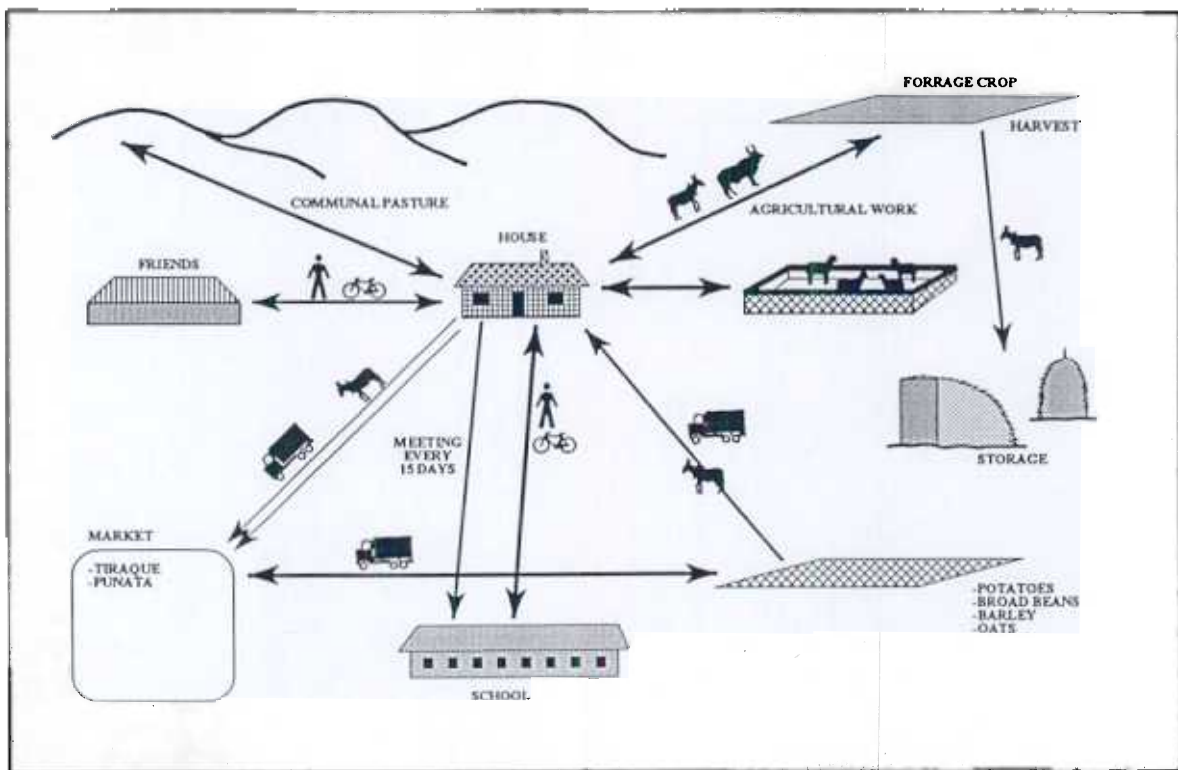 FORRAGE CROP
HARVEST
COMMUNAL PASTURE
AGRICULTURAL WORK
HOUSE
FRIENDS
MEETING
EVERY
15 DAYS
STORAGE
MARKET
-TIRAQUE
-PUNATA
-POTATOES
-BROAD BEANS
-BARLEY
-OATS
SCHOOL